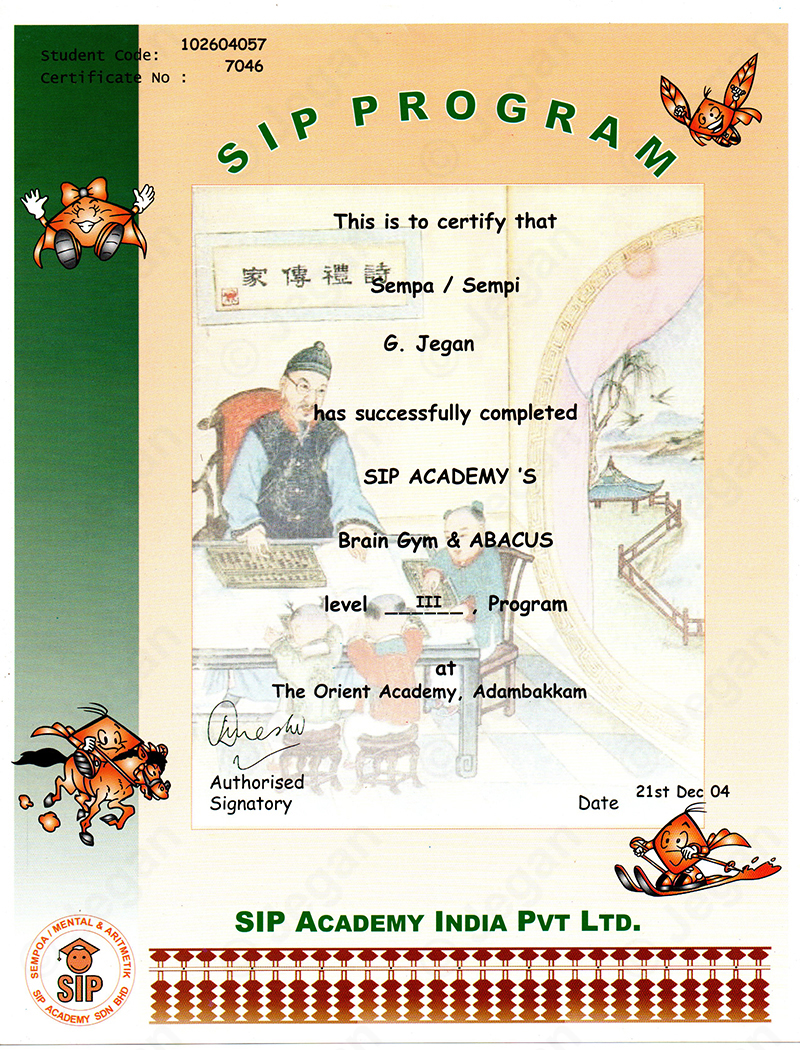 Student Code: 102604057
Certificate No : 7046
SIP PROGRAM
This is to certify that
詩禮傳家
Sempa / Sempi
G. Jegan
has successfully completed
SIP ACADEMY 'S
Brain Gym & ABACUS
level III , Program
at
The Orient Academy, Adambakkam
Authorised
Signatory
Date 21st Dec 04
SIP ACADEMY INDIA PVT LTD.
SEMPOA / MENTAL & ARITMETIK
SIP
SIP ACADEMY SDN BHD
© Jegan